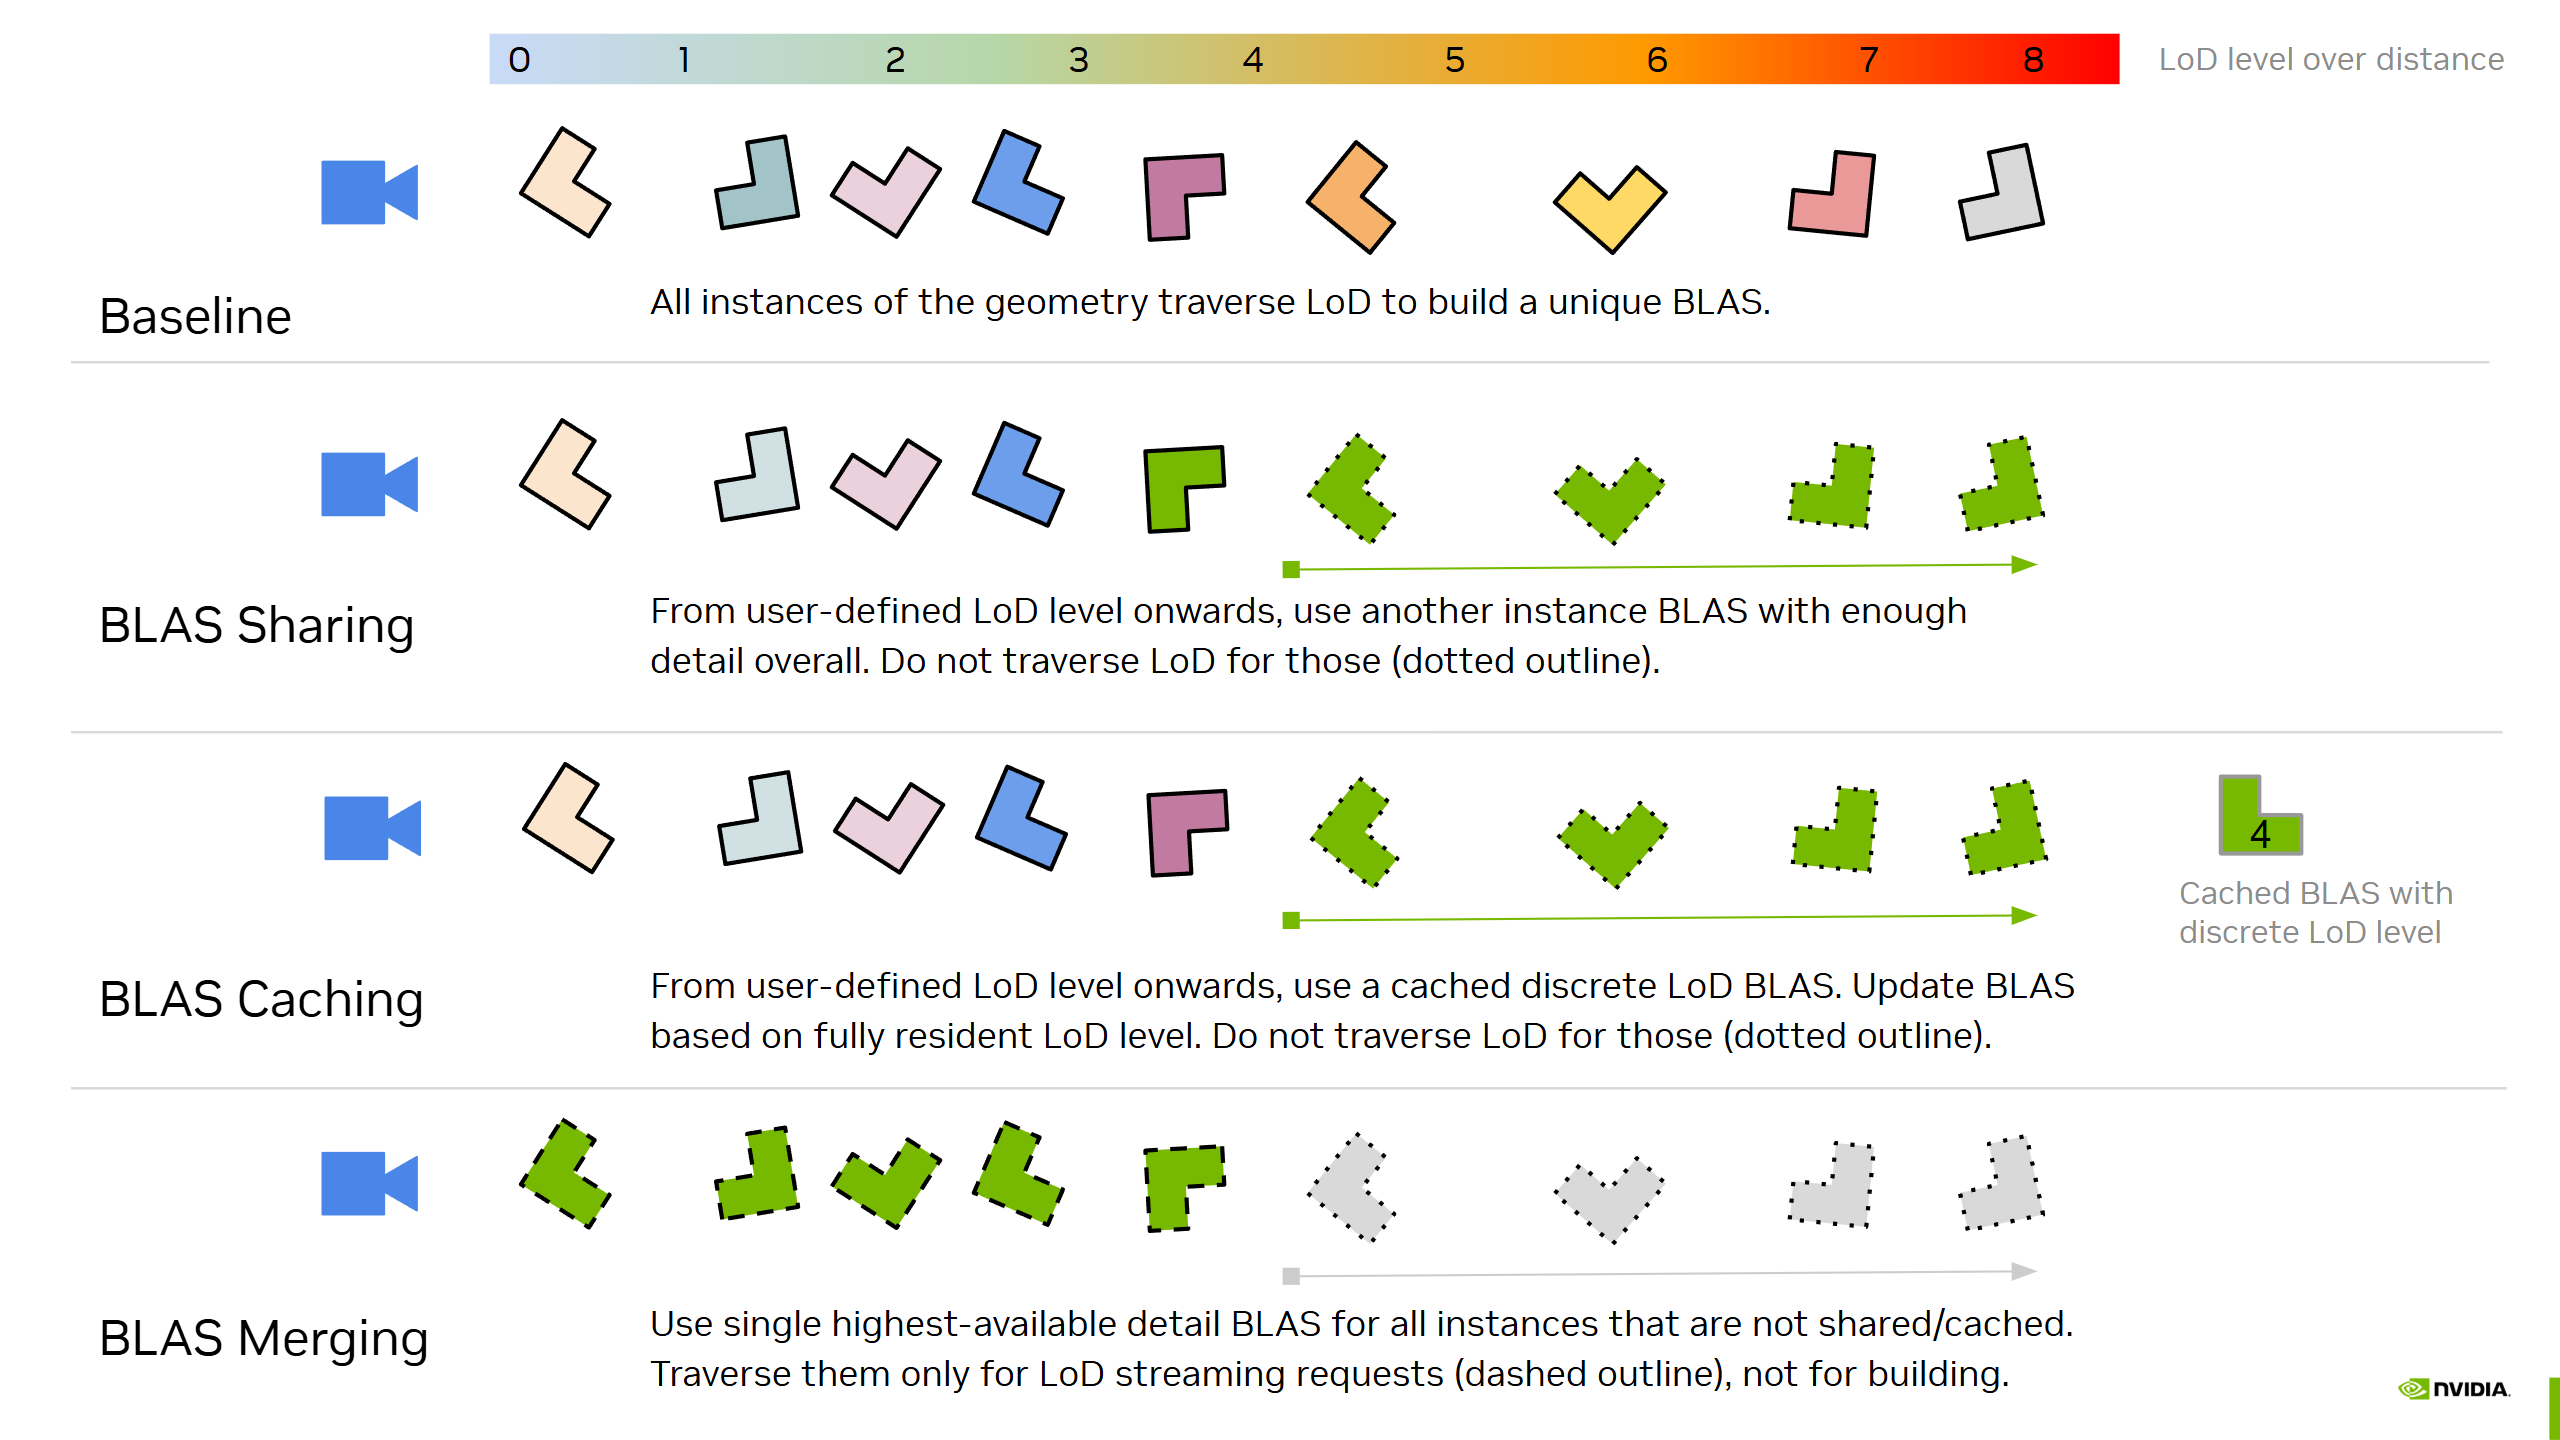 0 1 2 3 4 5 6 7 8 LoD level over distance
Baseline
All instances of the geometry traverse LoD to build a unique BLAS.
BLAS Sharing
From user-defined LoD level onwards, use another instance BLAS with enough
detail overall. Do not traverse LoD for those (dotted outline).
4
Cached BLAS with
discrete LoD level
BLAS Caching
From user-defined LoD level onwards, use a cached discrete LoD BLAS. Update BLAS
based on fully resident LoD level. Do not traverse LoD for those (dotted outline).
BLAS Merging
Use single highest-available detail BLAS for all instances that are not shared/cached.
Traverse them only for LoD streaming requests (dashed outline), not for building.
NVIDIA.